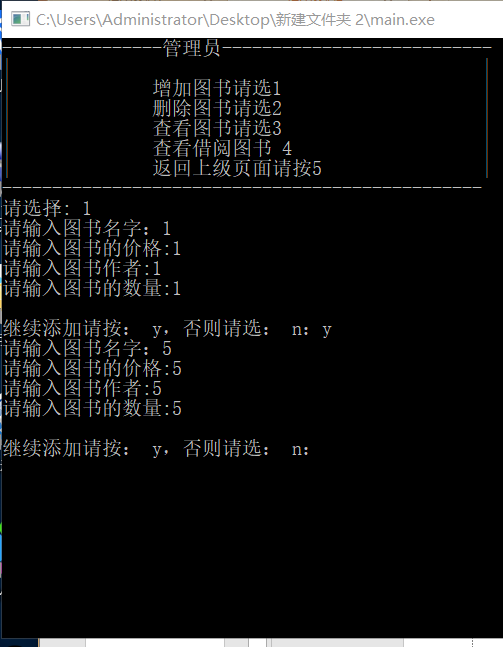 C:\Users\Administrator\Desktop\新建文件夹 2\main.exe
----------------管理员---------------------------
增加图书请选1
删除图书请选2
查看图书请选3
查看借阅图书 4
返回上级页面请按5
------------------------------------------------
请选择: 1
请输入图书名字: 1
请输入图书的价格:1
请输入图书作者:1
请输入图书的数量:1
继续添加请按： y，否则请选： n：y
请输入图书名字: 5
请输入图书的价格:5
请输入图书作者:5
请输入图书的数量:5
继续添加请按： y，否则请选： n：